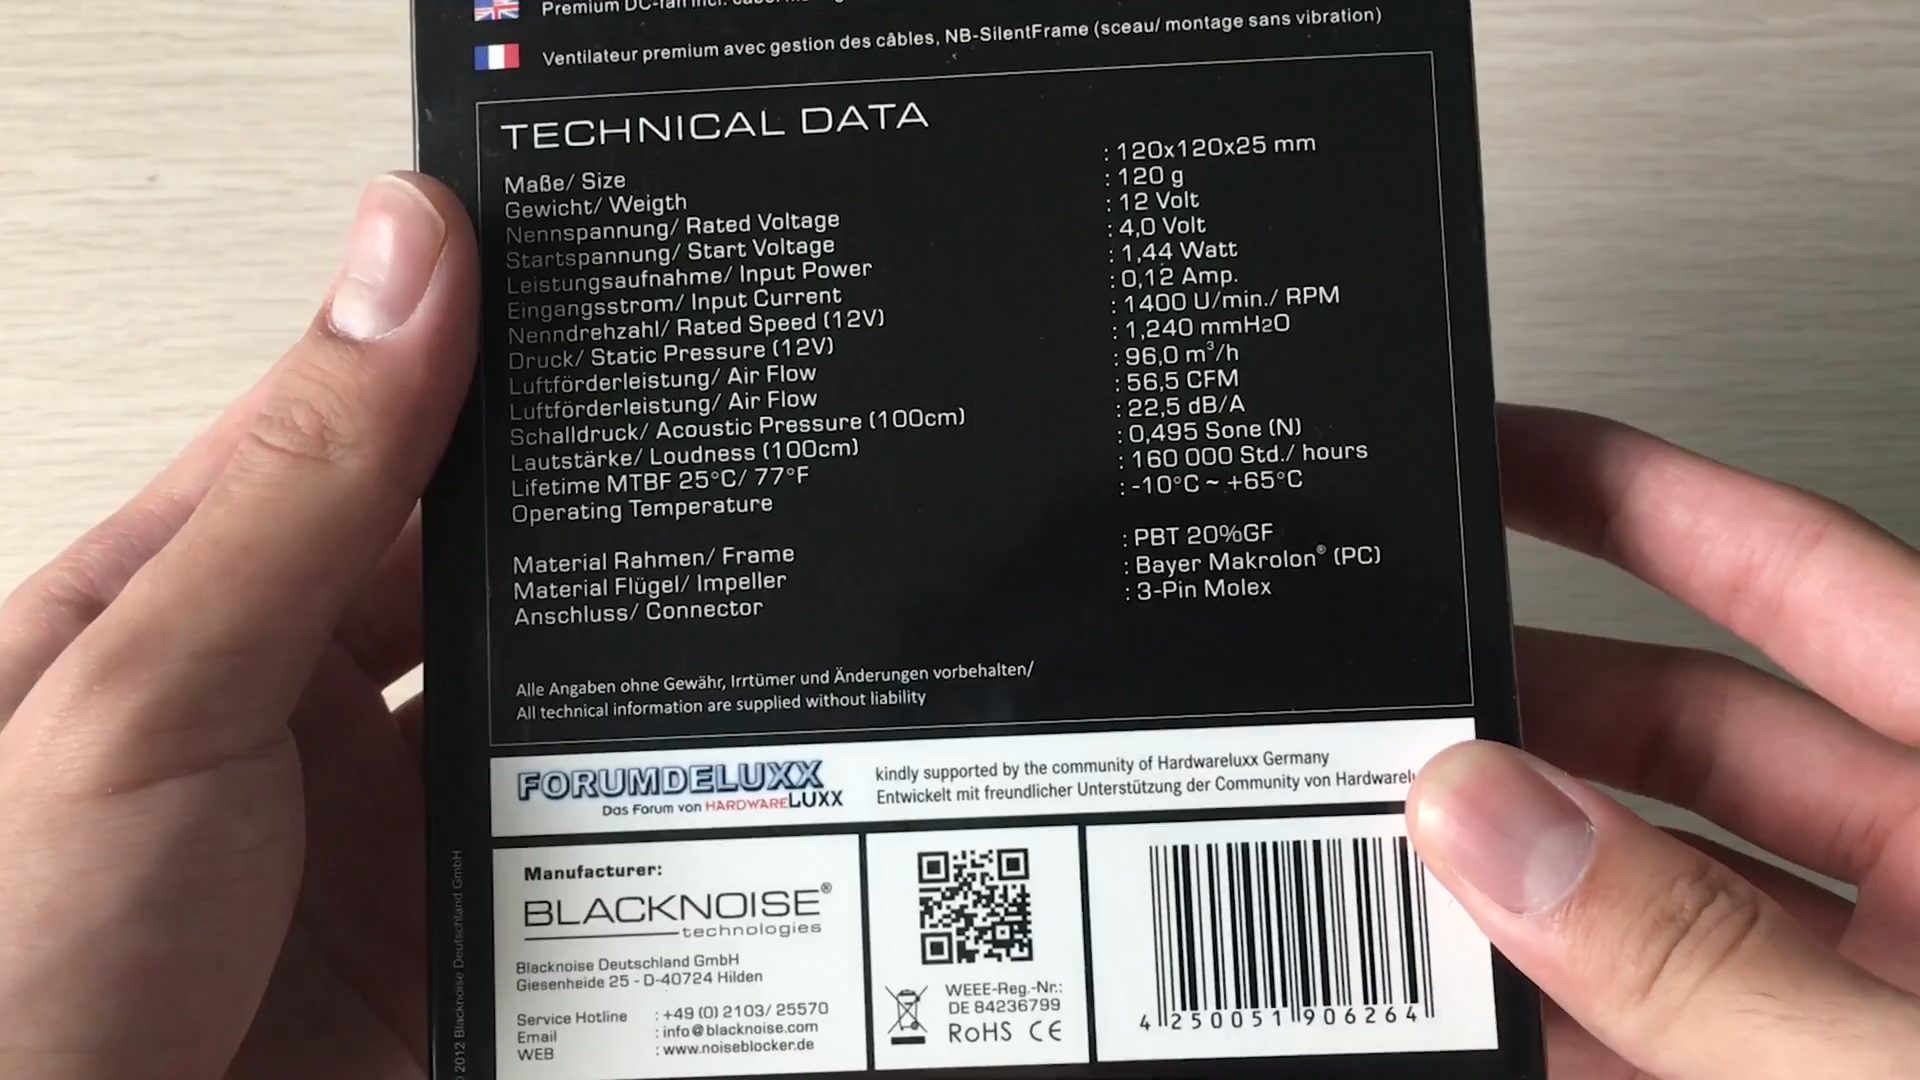 Premium DC-fan incl.
Ventilateur premium avec gestion des câbles, NB-SilentFrame (sceau/ montage sans vibration)
TECHNICAL DATA
Maße/ Size : 120x120x25 mm
Gewicht/ Weigth : 120 g
Nennspannung/ Rated Voltage : 12 Volt
Startspannung/ Start Voltage : 4,0 Volt
Leistungsaufnahme/ Input Power : 1,44 Watt
Eingangsstrom/ Input Current : 0,12 Amp.
Nenndrehzahl/ Rated Speed (12V) : 1400 U/min./ RPM
Druck/ Static Pressure (12V) : 1,240 mmH2O
Luftförderleistung/ Air Flow : 96,0 m³/h
Luftförderleistung/ Air Flow : 56,5 CFM
Schalldruck/ Acoustic Pressure (100cm) : 22,5 dB/A
Lautstärke/ Loudness (100cm) : 0,495 Sone (N)
Lifetime MTBF 25°C/ 77°F : 160 000 Std./ hours
Operating Temperature : -10°C ~ +65°C
Material Rahmen/ Frame : PBT 20%GF
Material Flügel/ Impeller : Bayer Makrolon® (PC)
Anschluss/ Connector : 3-Pin Molex
Alle Angaben ohne Gewähr, Irrtümer und Änderungen vorbehalten/
All technical information are supplied without liability
FORUMDELUXX
Das Forum von HARDWARELUXX
kindly supported by the community of Hardwareluxx Germany
Entwickelt mit freundlicher Unterstützung der Community von
Manufacturer:
BLACKNOISE®
technologies
Blacknoise Deutschland GmbH
Giesenheide 25 - D-40724 Hilden
Service Hotline : +49 (0) 2103/ 25570
Email : info@blacknoise.com
WEB : www.noiseblocker.de
WEEE-Reg.-Nr.:
DE 84236799
RoHS CE
4 250051 906264
2012 Blacknoise Deutschland GmbH